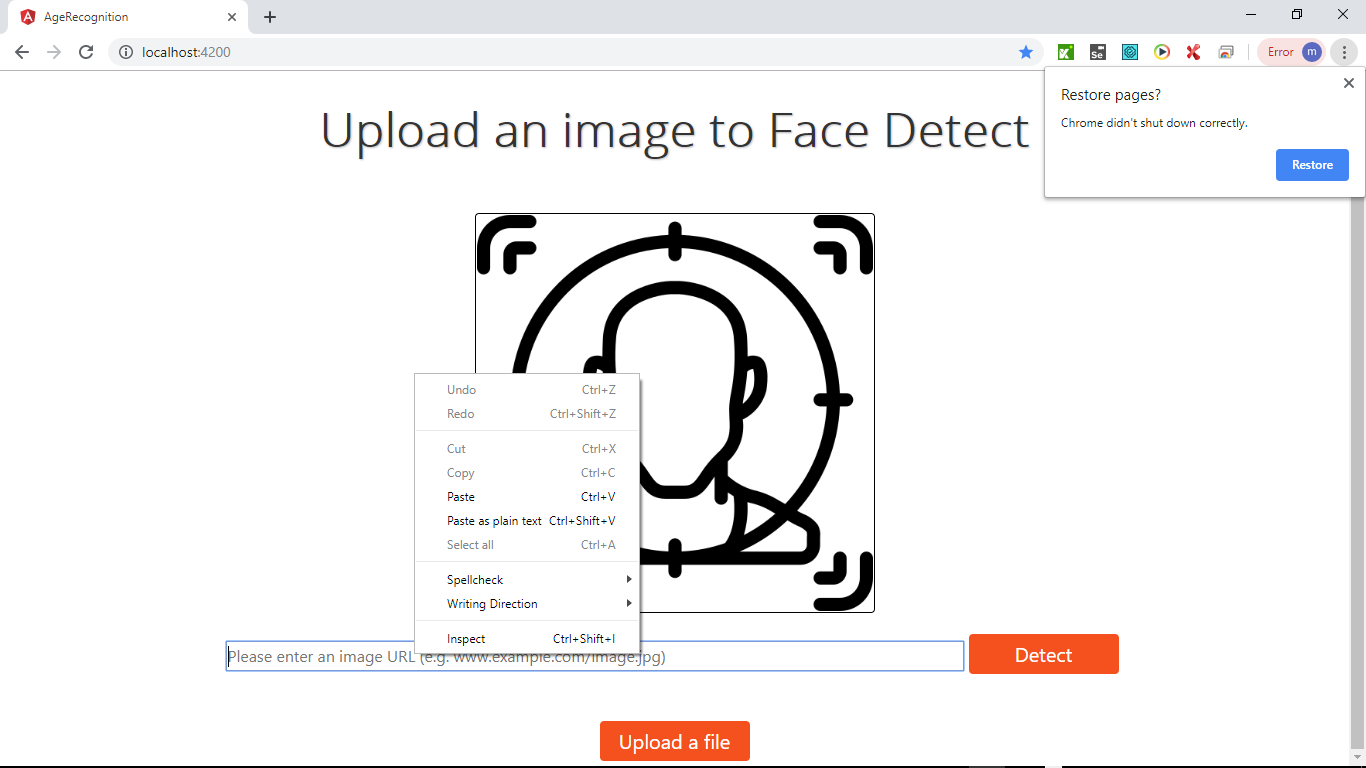 AgeRecognition
localhost:4200
Se
Error m
Restore pages?
Chrome didn't shut down correctly.
Restore
Upload an image to Face Detect
Undo Ctrl+Z
Redo Ctrl+Shift+Z
Cut Ctrl+X
Copy Ctrl+C
Paste Ctrl+V
Paste as plain text Ctrl+Shift+V
Select all Ctrl+A
Spellcheck
Writing Direction
Inspect Ctrl+Shift+I
Please enter an image URL (e.g. www.example.com/image.jpg)
Detect
Upload a file